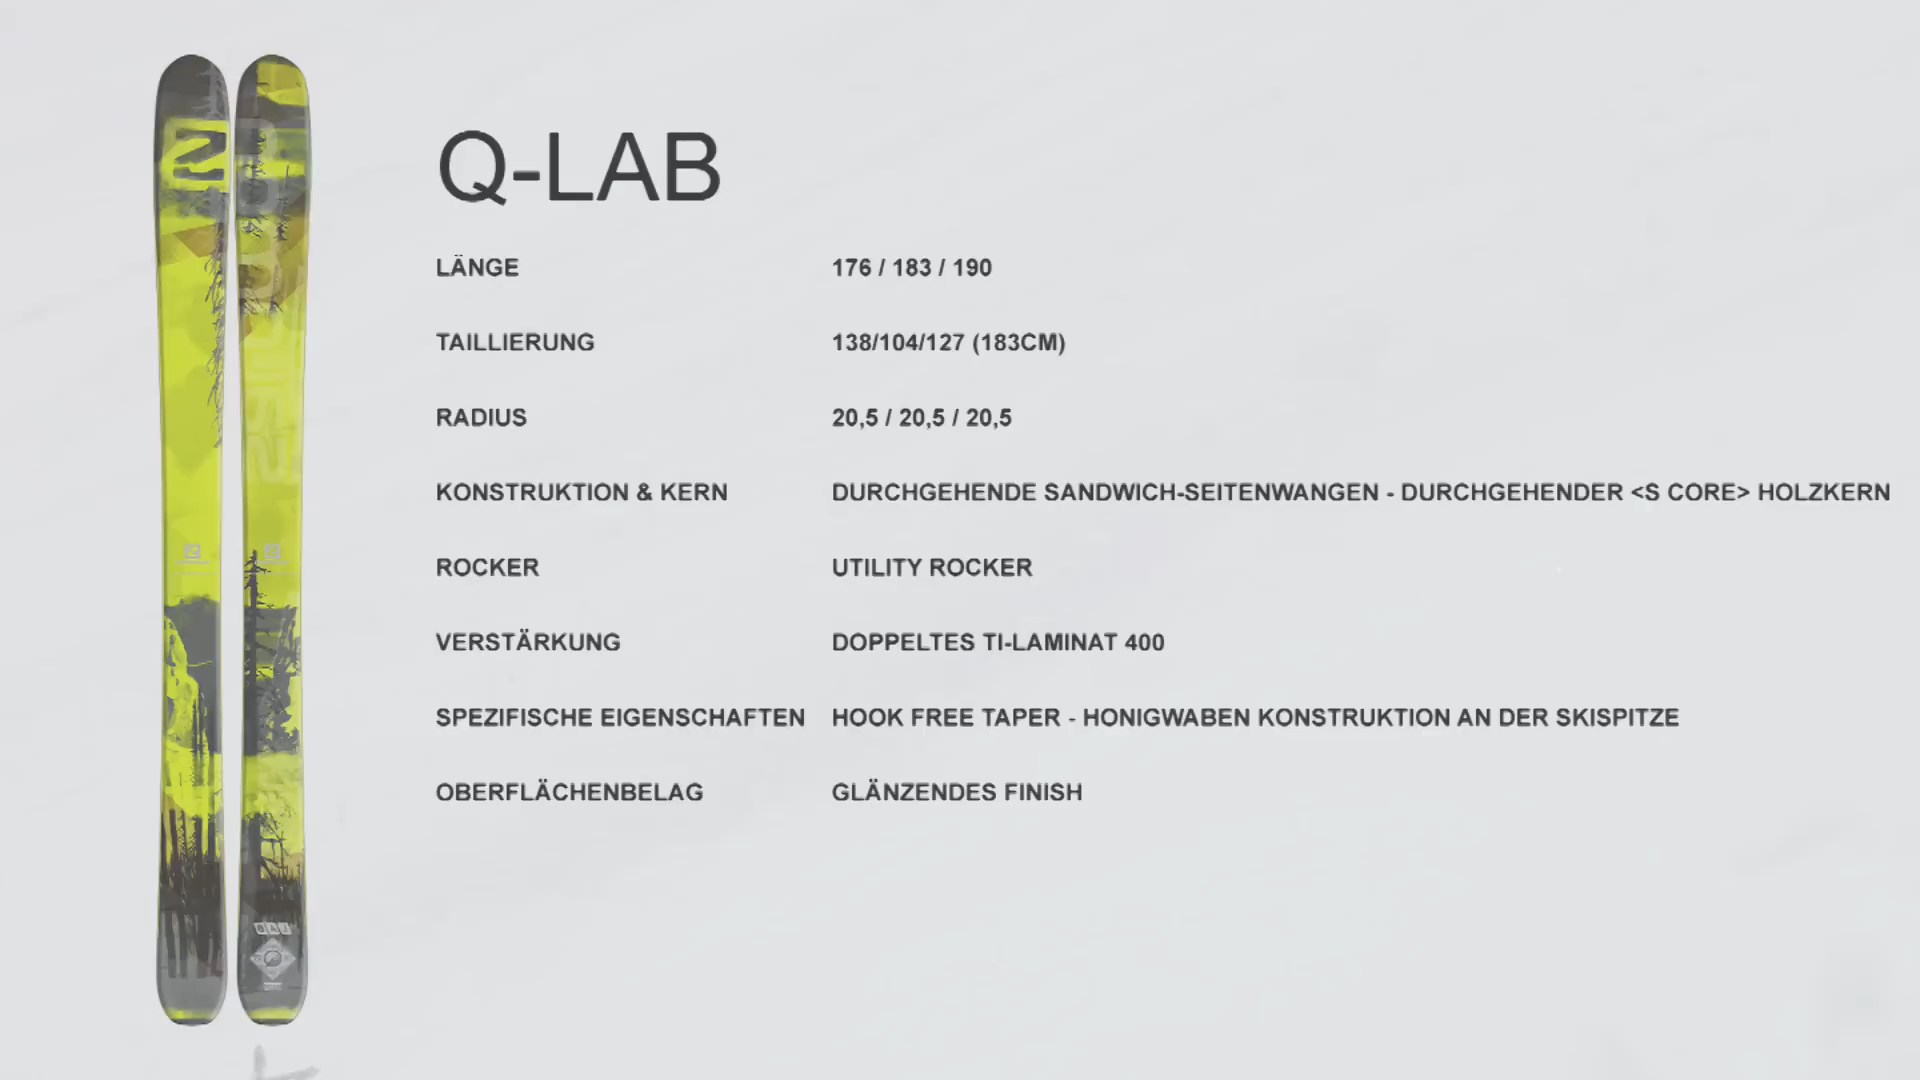 Q-LAB
LÄNGE 176 / 183 / 190
TAILLIERUNG 138/104/127 (183CM)
RADIUS 20,5 / 20,5 / 20,5
KONSTRUKTION & KERN DURCHGEHENDE SANDWICH-SEITENWANGEN - DURCHGEHENDER <S CORE> HOLZKERN
ROCKER UTILITY ROCKER
VERSTÄRKUNG DOPPELTES TI-LAMINAT 400
SPEZIFISCHE EIGENSCHAFTEN HOOK FREE TAPER - HONIGWABEN KONSTRUKTION AN DER SKISPITZE
OBERFLÄCHENBELAG GLÄNZENDES FINISH